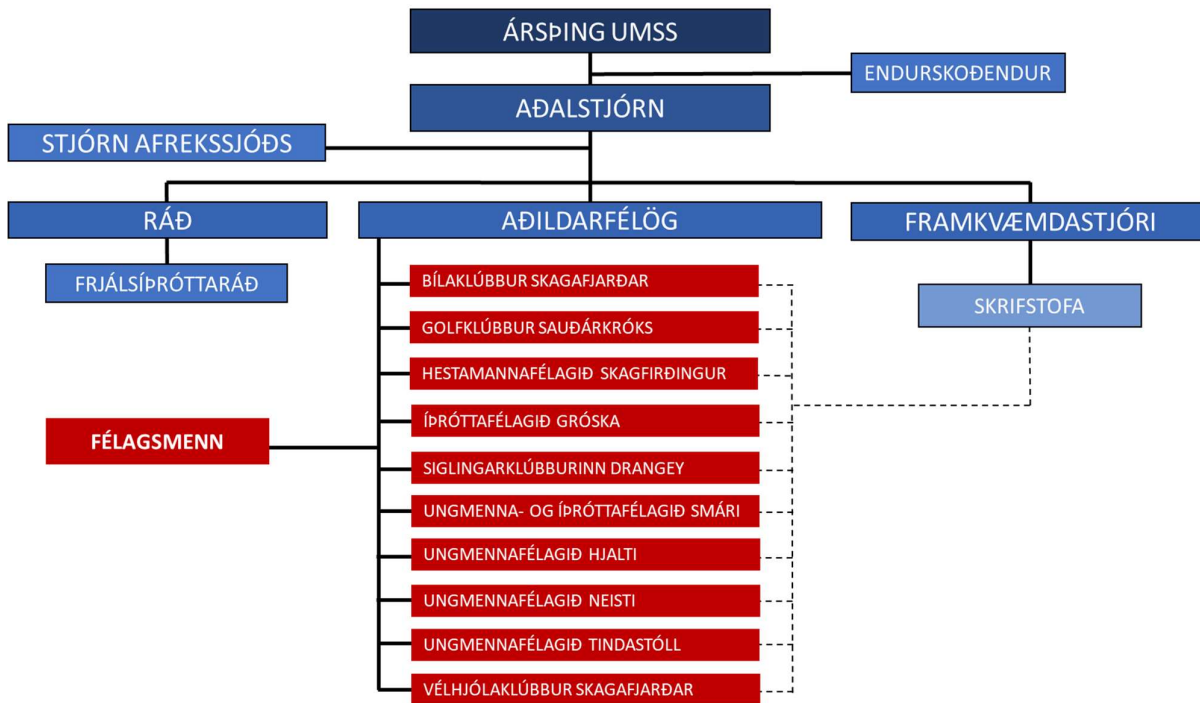 ÁRSÞING UMSS
ENDURSKOÐENDUR
AÐALSTJÓRN
STJÓRN AFREKSSJÓÐS
RÁÐ
AÐILDARFÉLÖG
FRAMKVÆMDASTJÓRI
FRJÁLSÍÞRÓTTARÁÐ
BÍLAKLÚBBUR SKAGAFJARÐAR
SKRIFSTOFA
GOLFKLÚBBUR SAUÐÁRKRÓKS
HESTAMANNAFÉLAGIÐ SKAGFIRÐINGUR
ÍÞRÓTTAFÉLAGIÐ GRÓSKA
FÉLAGSMENN
SIGLINGARKLÚBBURINN DRANGEY
UNGMENNA- OG ÍÞRÓTTAFÉLAGIÐ SMÁRI
UNGMENNAFÉLAGIÐ HJALTI
UNGMENNAFÉLAGIÐ NEISTI
UNGMENNAFÉLAGIÐ TINDASTÓLL
VÉLHJÓLAKLÚBBUR SKAGAFJARÐAR